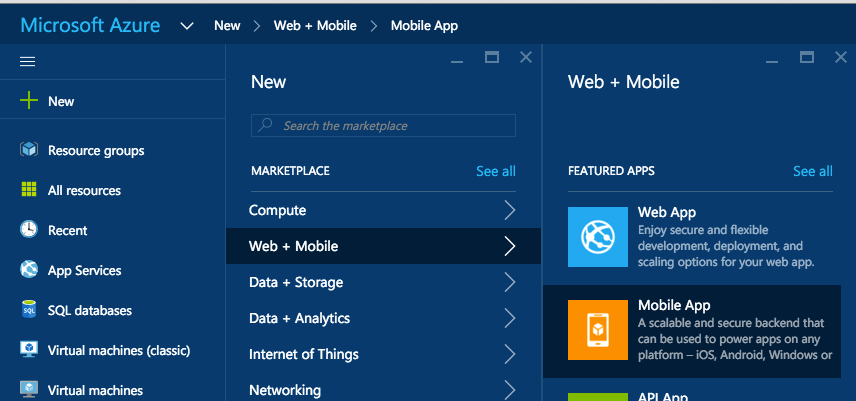 Microsoft Azure New Web + Mobile Mobile App
New
Resource groups
All resources
Recent
App Services
SQL databases
Virtual machines (classic)
Virtual machines
New
Search the marketplace
MARKETPLACE See all
Compute
Web + Mobile
Data + Storage
Data + Analytics
Internet of Things
Networking
Web + Mobile
FEATURED APPS See all
Web App
Enjoy secure and flexible
development, deployment, and
scaling options for your web app.
Mobile App
A scalable and secure backend that
can be used to power apps on any
platform – iOS, Android, Windows or
API App